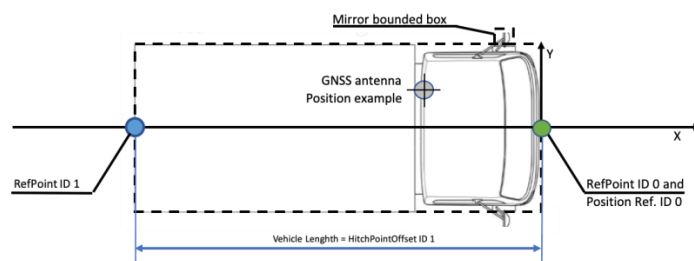 Mirror bounded box
Y
GNSS antenna
Position example
X
RefPoint ID 1
RefPoint ID 0 and
Position Ref. ID 0
Vehicle Lenghth = HitchPointOffset ID 1